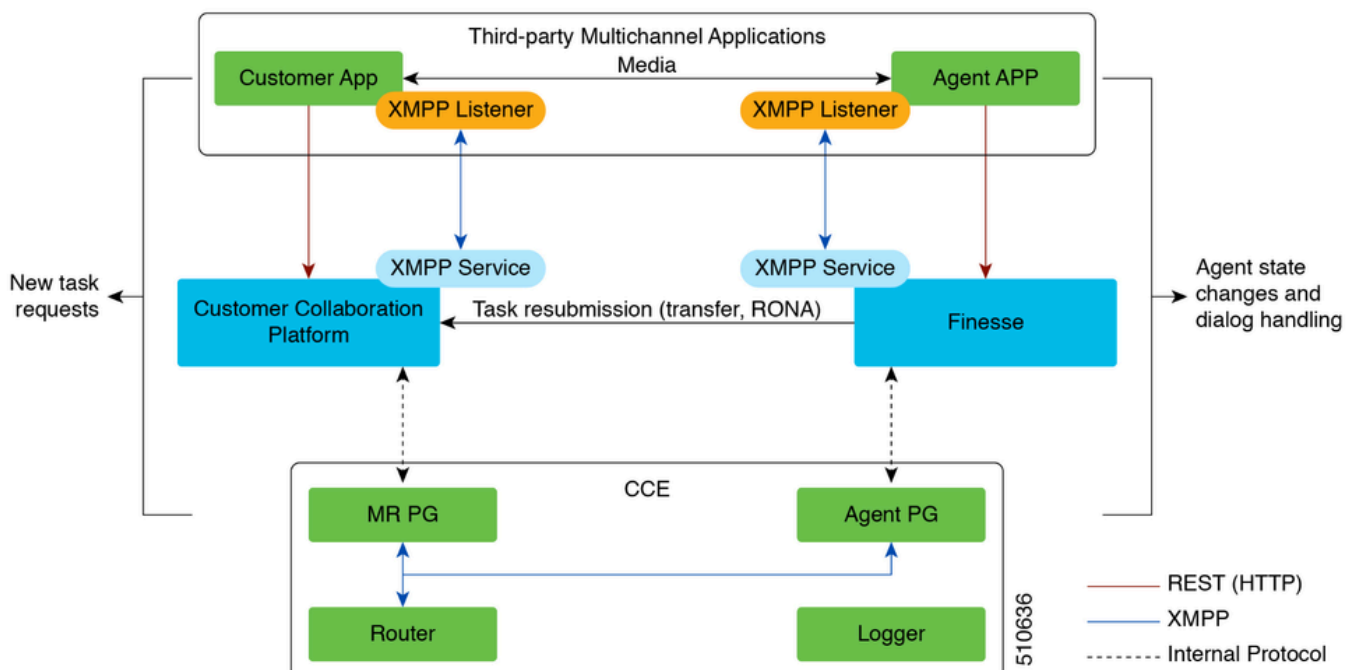 Third-party Multichannel Applications
Customer App
Media
Agent APP
XMPP Listener
XMPP Listener
New task
requests
XMPP Service
XMPP Service
Customer Collaboration
Platform
Task resubmission (transfer, RONA)
Finesse
Agent state
changes and
dialog handling
CCE
MR PG
Agent PG
Router
Logger
510636
REST (HTTP)
XMPP
Internal Protocol